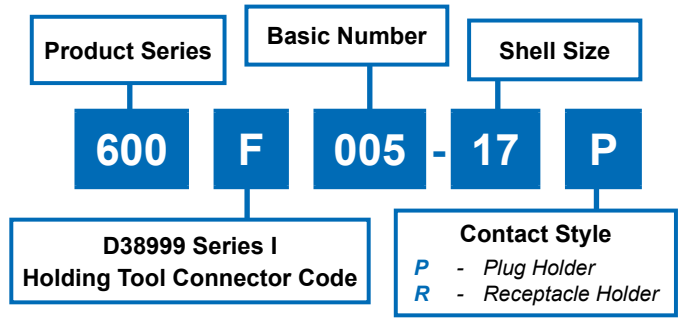 Product Series
Basic Number
Shell Size
600 F 005 - 17 P
D38999 Series I
Holding Tool Connector Code
Contact Style
P - Plug Holder
R - Receptacle Holder